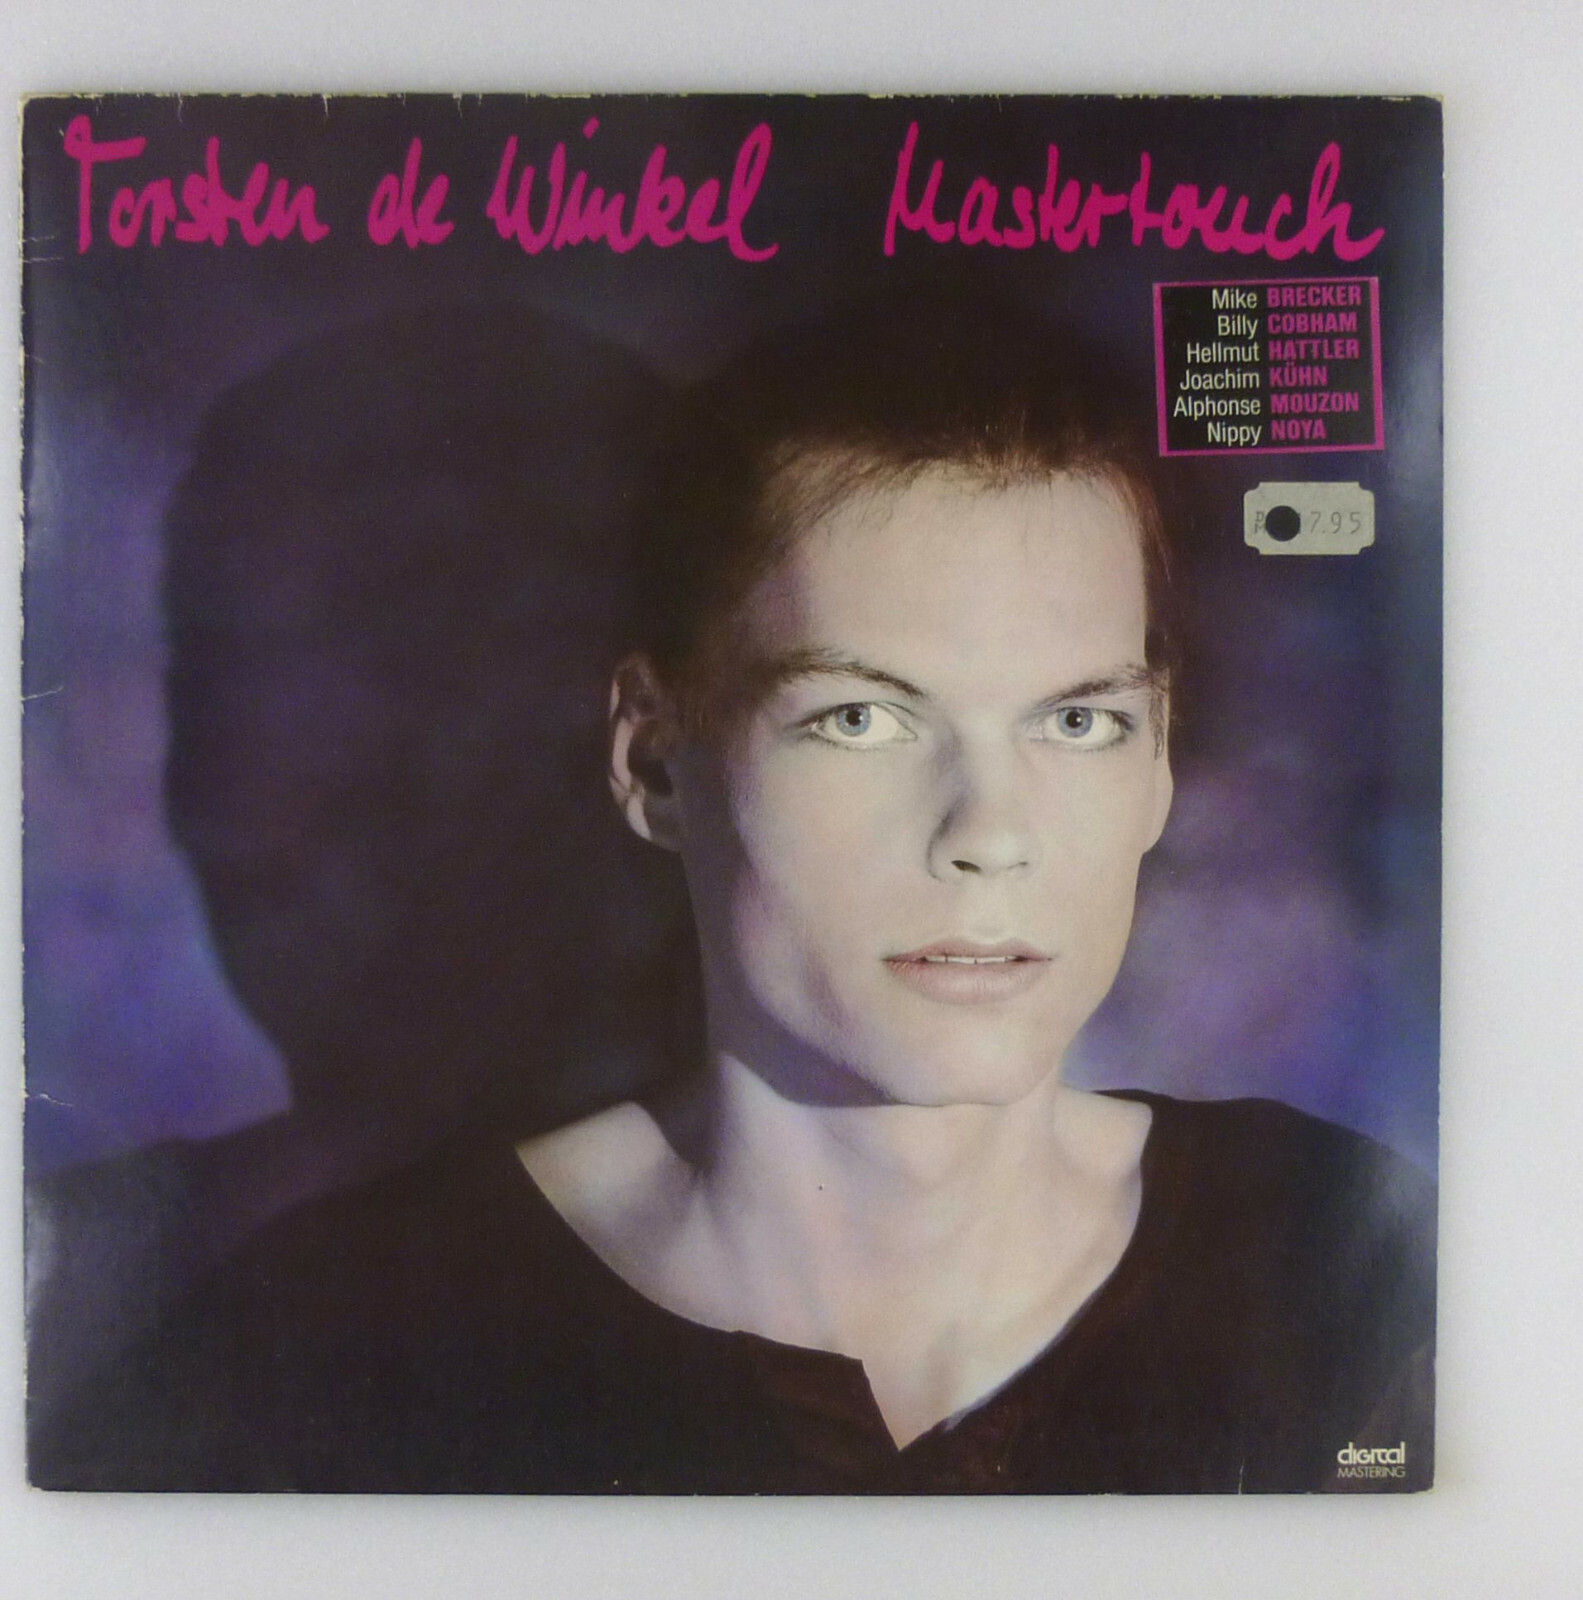 Torsten de Winkel Mastertouch
Mike BRECKER
Billy COBHAM
Hellmut HATTLER
Joachim KÜHN
Alphonse MOUZON
Nippy NOYA
DM 7.95
digital
MASTERING